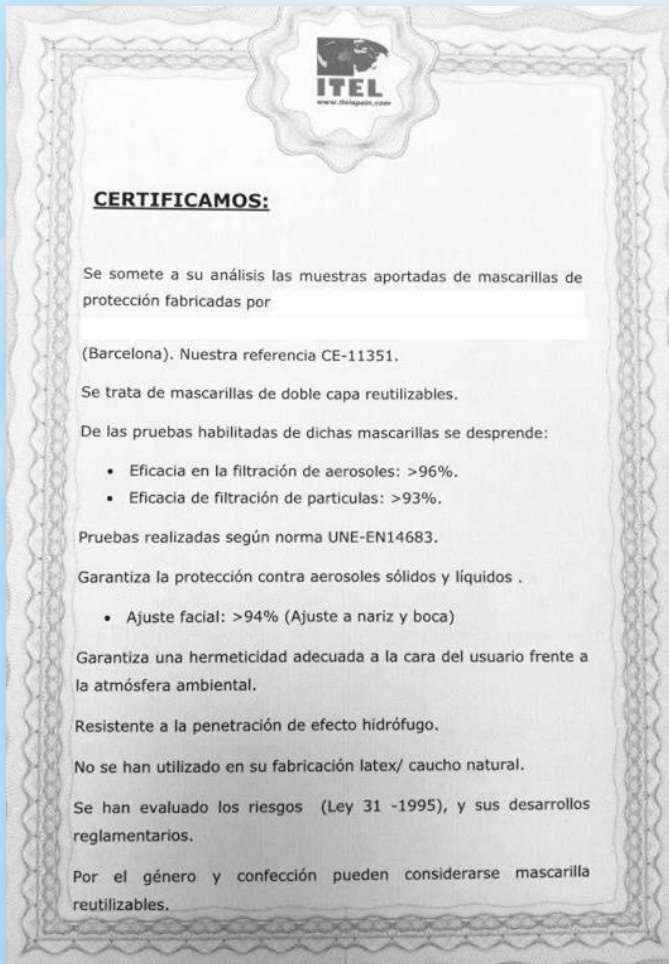 ITEL
www.itelspain.com
CERTIFICAMOS:
Se somete a su análisis las muestras aportadas de mascarillas de
protección fabricadas por
(Barcelona). Nuestra referencia CE-11351.
Se trata de mascarillas de doble capa reutilizables.
De las pruebas habilitadas de dichas mascarillas se desprende:
• Eficacia en la filtración de aerosoles: >96%.
• Eficacia de filtración de particulas: >93%.
Pruebas realizadas según norma UNE-EN14683.
Garantiza la protección contra aerosoles sólidos y líquidos .
• Ajuste facial: >94% (Ajuste a nariz y boca)
Garantiza una hermeticidad adecuada a la cara del usuario frente a
la atmósfera ambiental.
Resistente a la penetración de efecto hidrófugo.
No se han utilizado en su fabricación latex/ caucho natural.
Se han evaluado los riesgos (Ley 31 -1995), y sus desarrollos
reglamentarios.
Por el género y confección pueden considerarse mascarilla
reutilizables.